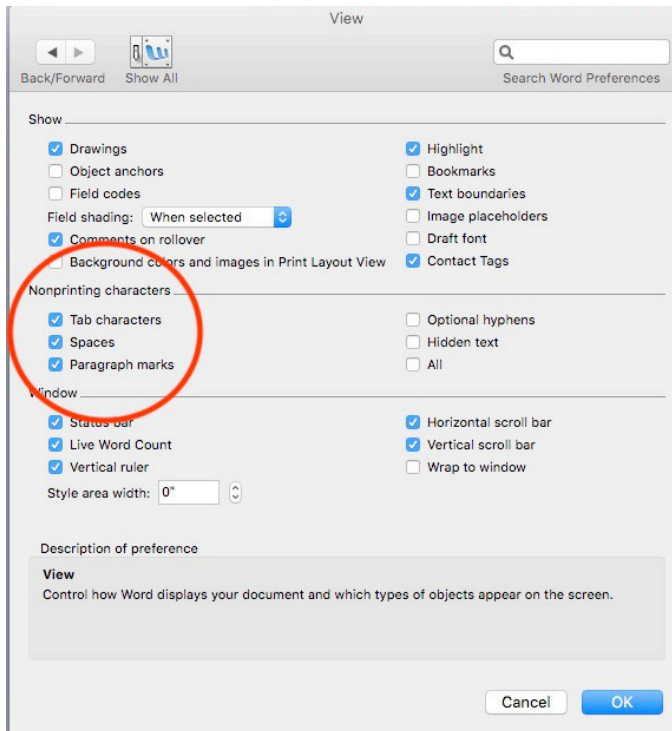 View
Back/Forward Show All Search Word Preferences
Show
Drawings Highlight
Object anchors Bookmarks
Field codes Text boundaries
Field shading: When selected Image placeholders
Comments on rollover Draft font
Background colors and images in Print Layout View Contact Tags
Nonprinting characters
Tab characters Optional hyphens
Spaces Hidden text
Paragraph marks All
Window
Status bar Horizontal scroll bar
Live Word Count Vertical scroll bar
Vertical ruler Wrap to window
Style area width: 0"
Description of preference
View
Control how Word displays your document and which types of objects appear on the screen.
Cancel OK